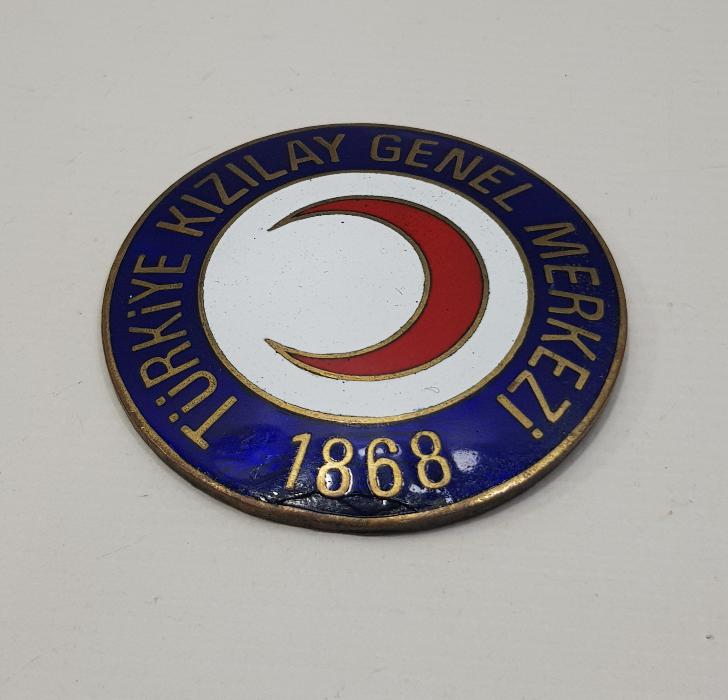 TÜRKİYE KIZILAY GENEL MERKEZİ
1868